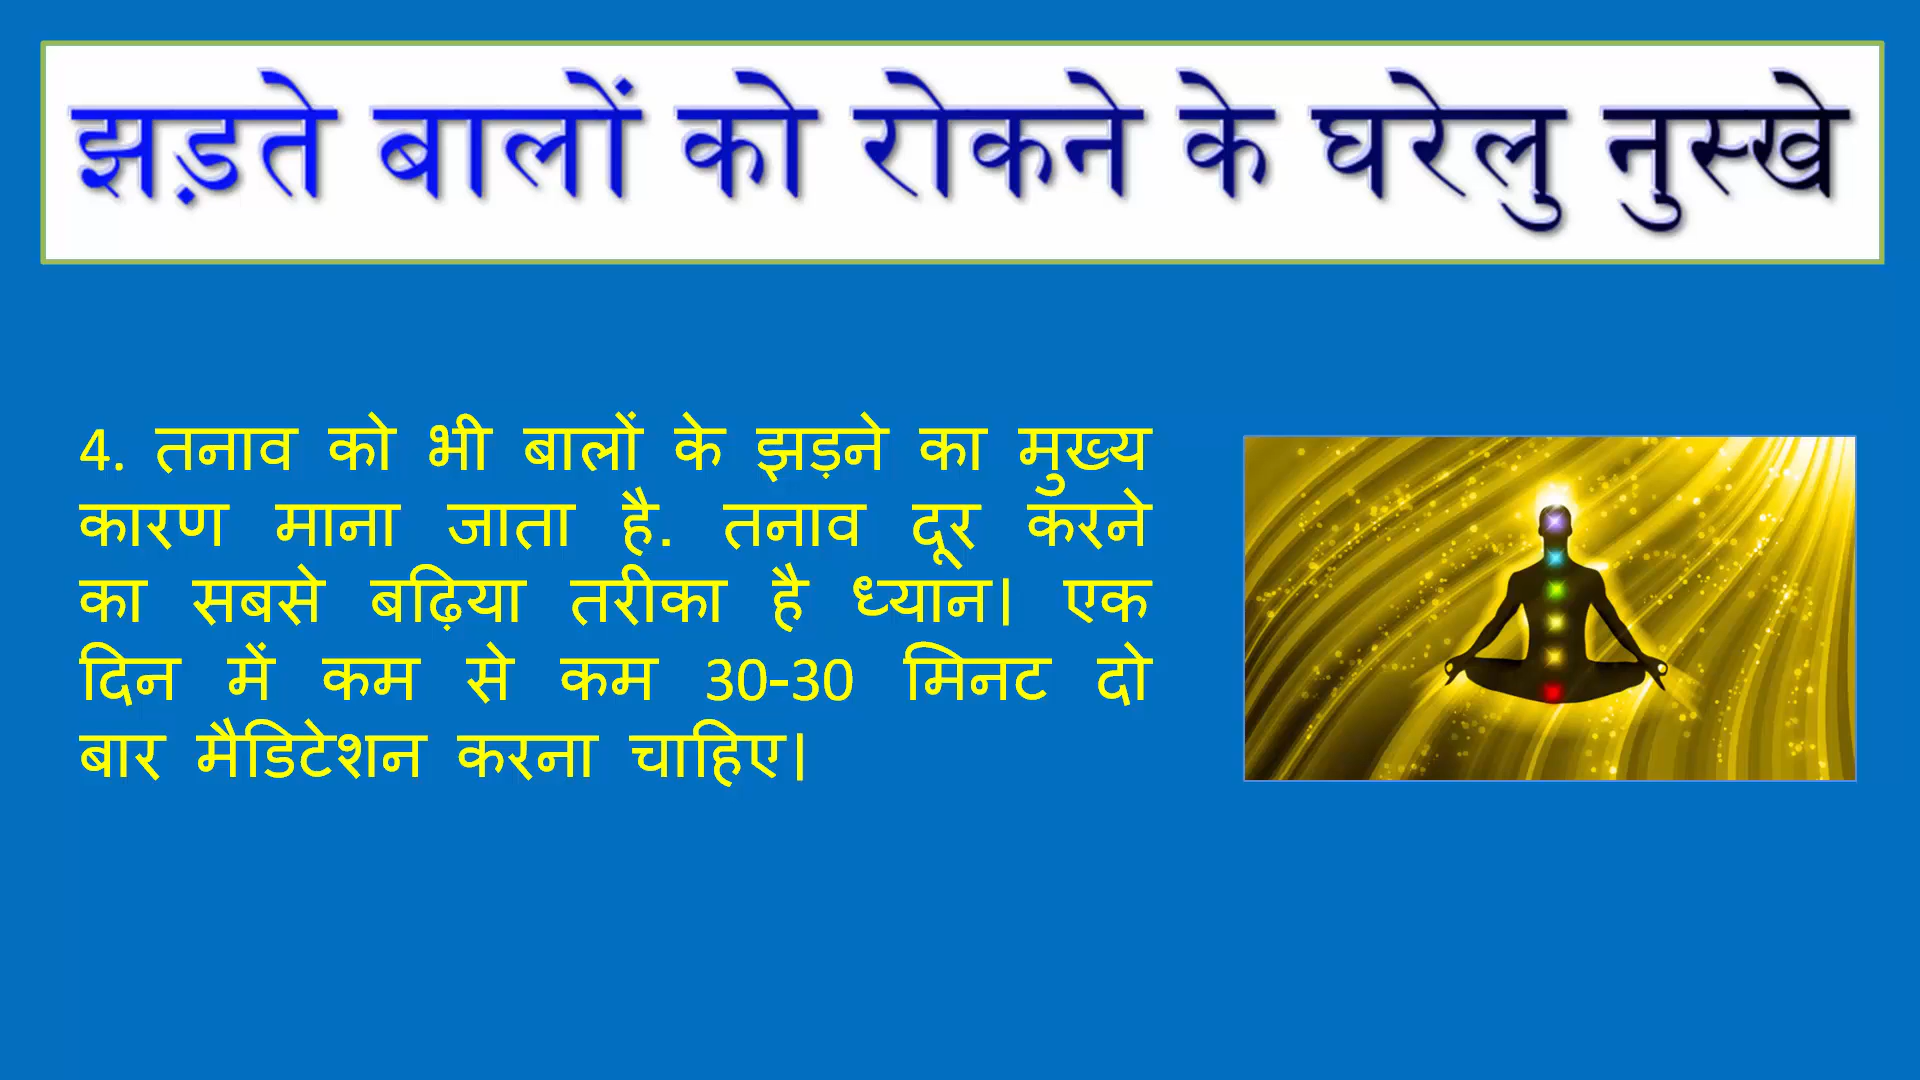 झड़ते बालों को रोकने के घरेलु नुस्खे
4. तनाव को भी बालों के झड़ने का मुख्य
कारण माना जाता है. तनाव दूर करने
का सबसे बढ़िया तरीका है ध्यान। एक
दिन में कम से कम 30-30 मिनट दो
बार मैडिटेशन करना चाहिए।